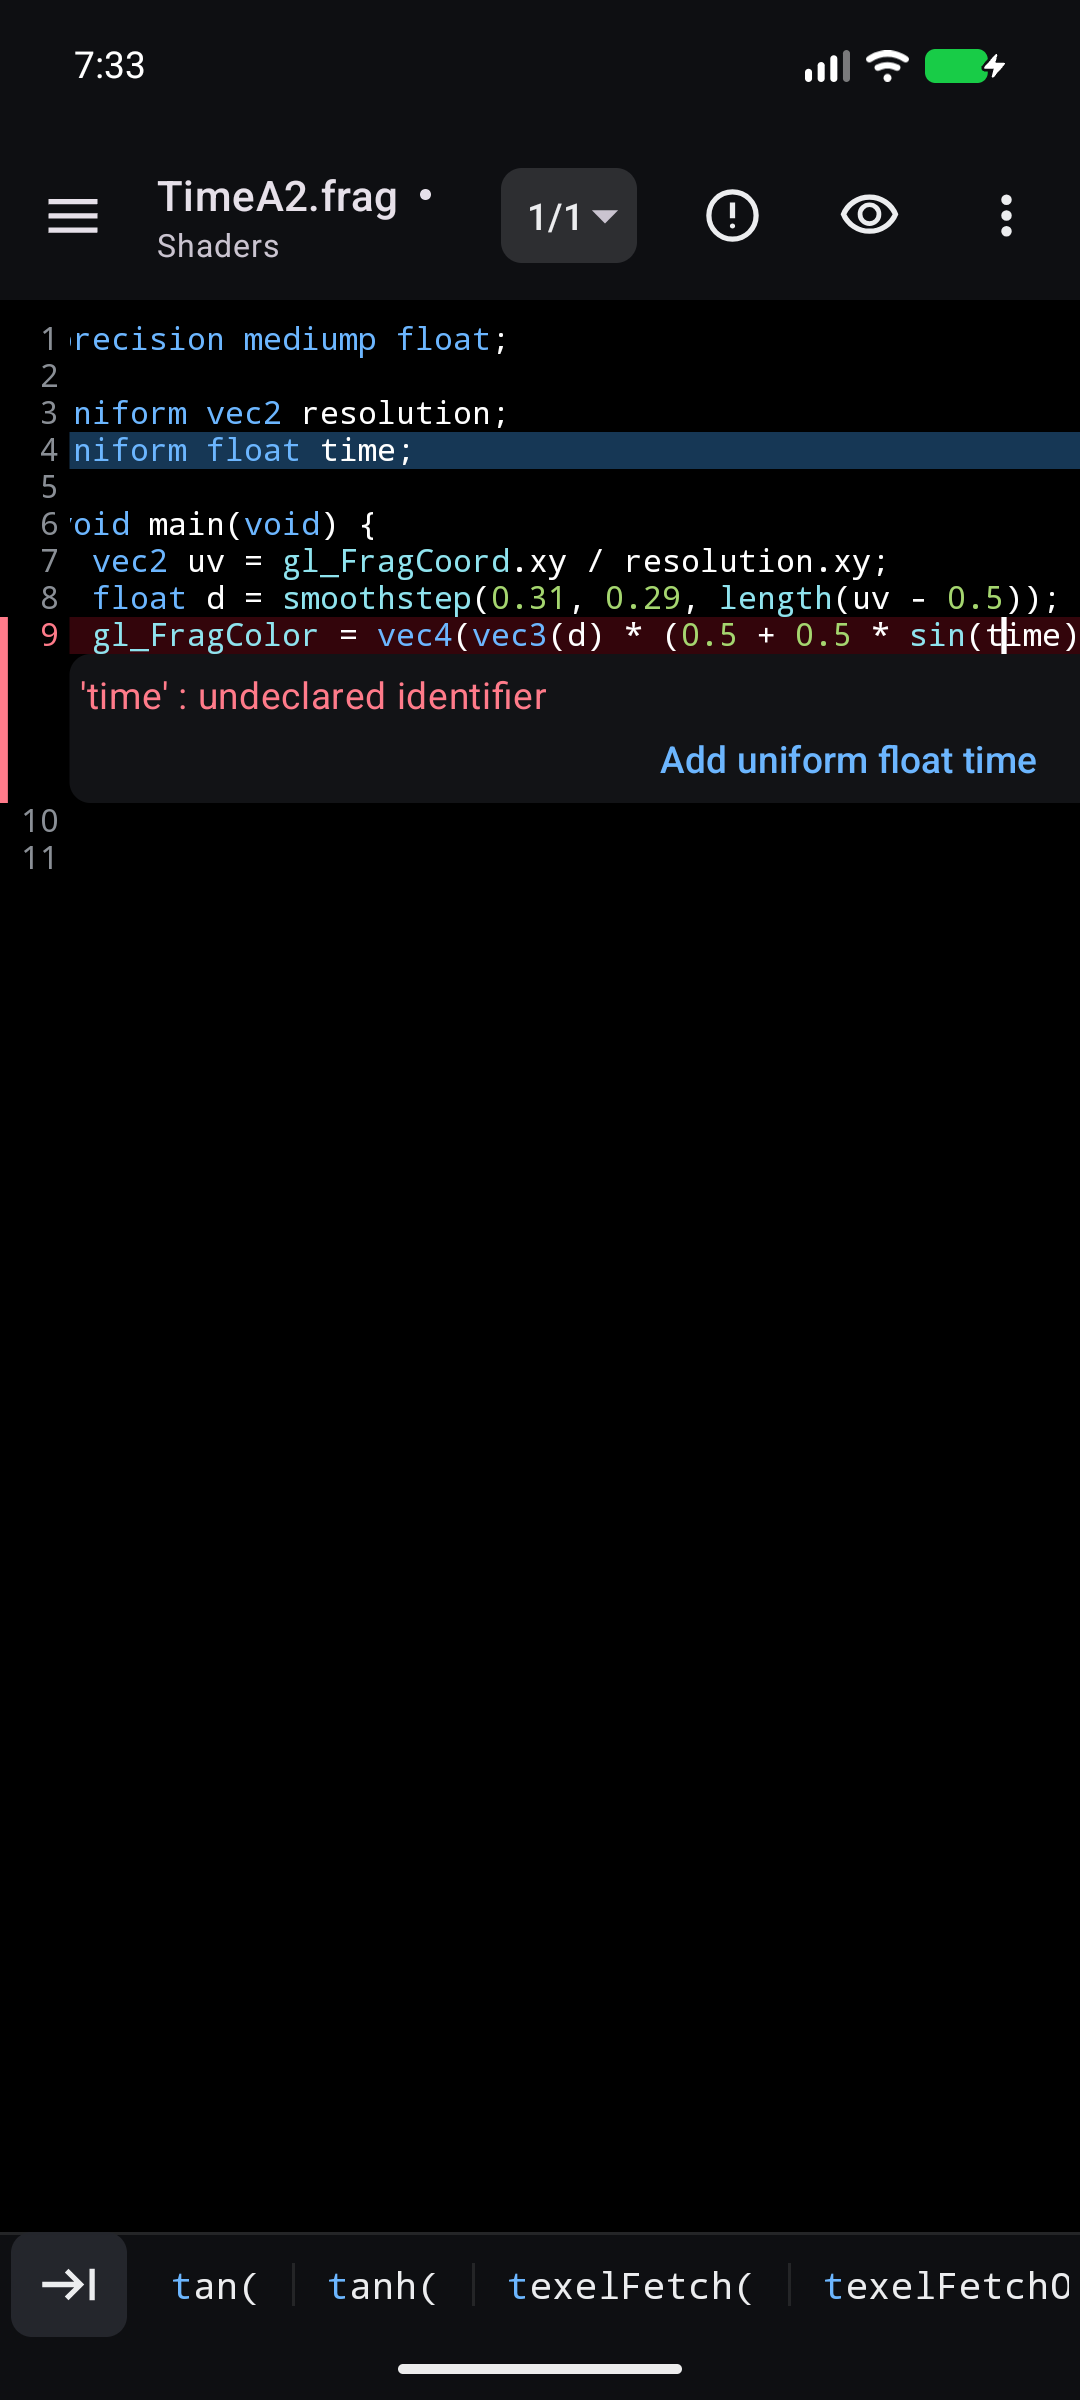 7:33
TimeA2.frag •
Shaders
1/1
1 recision mediump float;
2
3 niform vec2 resolution;
4 niform float time;
5
6 void main(void) {
7 vec2 uv = gl_FragCoord.xy / resolution.xy;
8 float d = smoothstep(0.31, 0.29, length(uv - 0.5));
9 gl_FragColor = vec4(vec3(d) * (0.5 + 0.5 * sin(time)
'time' : undeclared identifier
Add uniform float time
10
11
tan( tanh( texelFetch( texelFetchO